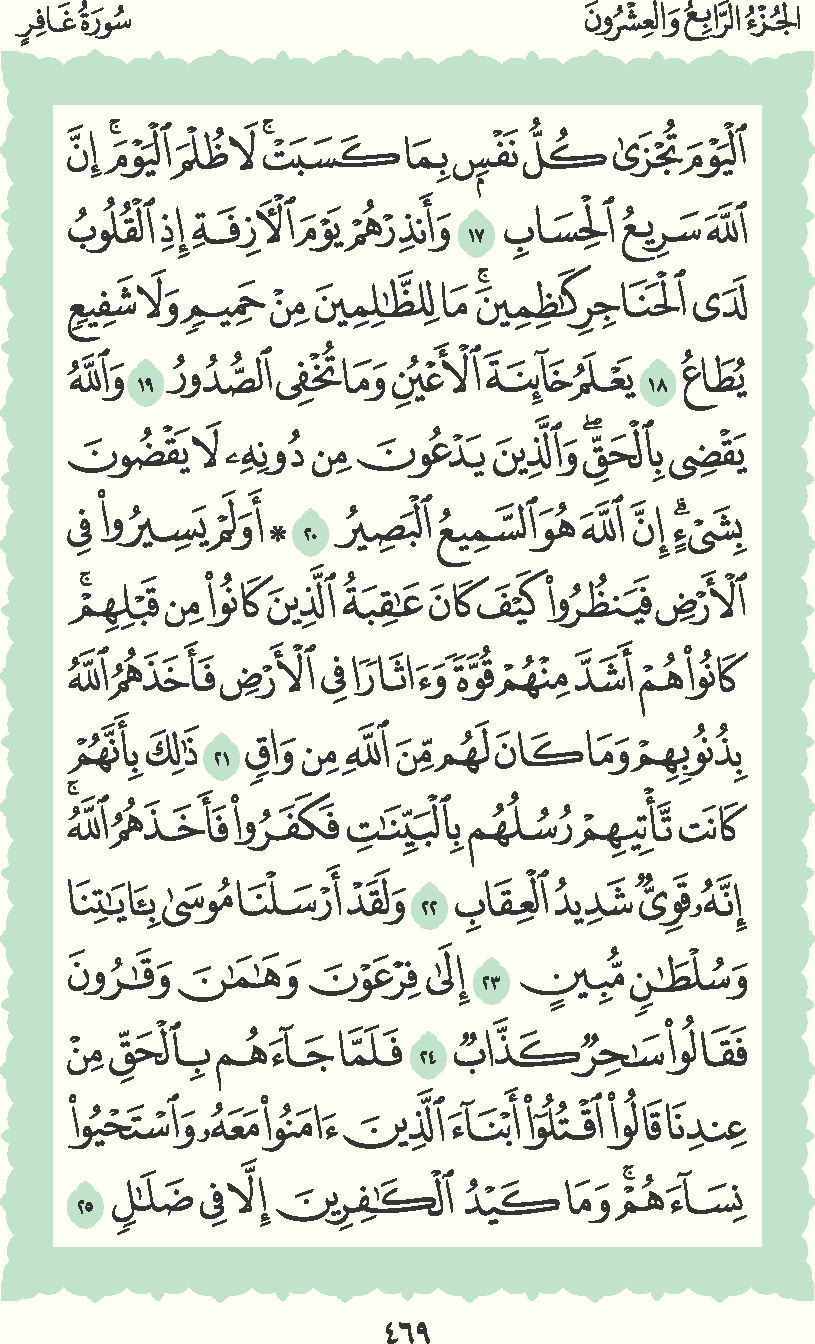 الجُزْءُ الرَّابِعُ وَالْعِشْرُونَ
سُورَةُ غَافِرٍ
ٱلۡيَوۡمَ تُجۡزَىٰ كُلُّ نَفۡسِۭ بِمَا كَسَبَتۡۚ لَا ظُلۡمَ ٱلۡيَوۡمَۚ إِنَّ
ٱللَّهَ سَرِيعُ ٱلۡحِسَابِ ١٧ وَأَنذِرۡهُمۡ يَوۡمَ ٱلۡأٓزِفَةِ إِذِ ٱلۡقُلُوبُ
لَدَى ٱلۡحَنَاجِرِ كَٰظِمِينَۚ مَا لِلظَّٰلِمِينَ مِنۡ حَمِيمٖ وَلَا شَفِيعٖ
يُطَاعُ ١٨ يَعۡلَمُ خَآئِنَةَ ٱلۡأَعۡيُنِ وَمَا تُخۡفِي ٱلصُّدُورُ ١٩ وَٱللَّهُ
يَقۡضِي بِٱلۡحَقِّۖ وَٱلَّذِينَ يَدۡعُونَ مِن دُونِهِۦ لَا يَقۡضُونَ
بِشَيۡءٍۗ إِنَّ ٱللَّهَ هُوَ ٱلسَّمِيعُ ٱلۡبَصِيرُ ٢٠ * أَوَلَمۡ يَسِيرُواْ فِي
ٱلۡأَرۡضِ فَيَنظُرُواْ كَيۡفَ كَانَ عَٰقِبَةُ ٱلَّذِينَ كَانُواْ مِن قَبۡلِهِمۡۚ
كَانُواْ هُمۡ أَشَدَّ مِنۡهُمۡ قُوَّةٗ وَءَاثَارٗا فِي ٱلۡأَرۡضِ فَأَخَذَهُمُ ٱللَّهُ
بِذُنُوبِهِمۡ وَمَا كَانَ لَهُم مِّنَ ٱللَّهِ مِن وَاقٖ ٢١ ذَٰلِكَ بِأَنَّهُمۡ
كَانَت تَّأۡتِيهِمۡ رُسُلُهُم بِٱلۡبَيِّنَٰتِ فَكَفَرُواْ فَأَخَذَهُمُ ٱللَّهُۚ
إِنَّهُۥ قَوِيّٞ شَدِيدُ ٱلۡعِقَابِ ٢٢ وَلَقَدۡ أَرۡسَلۡنَا مُوسَىٰ بِـَٔايَٰتِنَا
وَسُلۡطَٰنٖ مُّبِينٍ ٢٣ إِلَىٰ فِرۡعَوۡنَ وَهَٰمَٰنَ وَقَٰرُونَ
فَقَالُواْ سَٰحِرٞ كَذَّابٞ ٢٤ فَلَمَّا جَآءَهُم بِٱلۡحَقِّ مِنۡ
عِندِنَا قَالُواْ ٱقۡتُلُوٓاْ أَبۡنَآءَ ٱلَّذِينَ ءَامَنُواْ مَعَهُۥ وَٱسۡتَحۡيُواْ
نِسَآءَهُمۡۚ وَمَا كَيۡدُ ٱلۡكَٰفِرِينَ إِلَّا فِي ضَلَٰلٖ ٢٥
٤٦٩